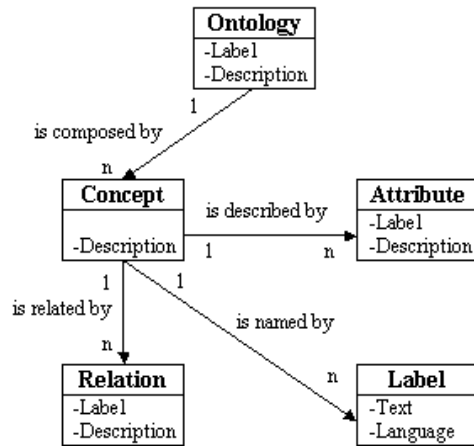 Ontology
-Label
-Description
1
is composed by
n
Concept
-Description
Attribute
-Label
-Description
is described by
1
n
1
1
is related by
is named by
n
n
Relation
-Label
-Description
Label
-Text
-Language